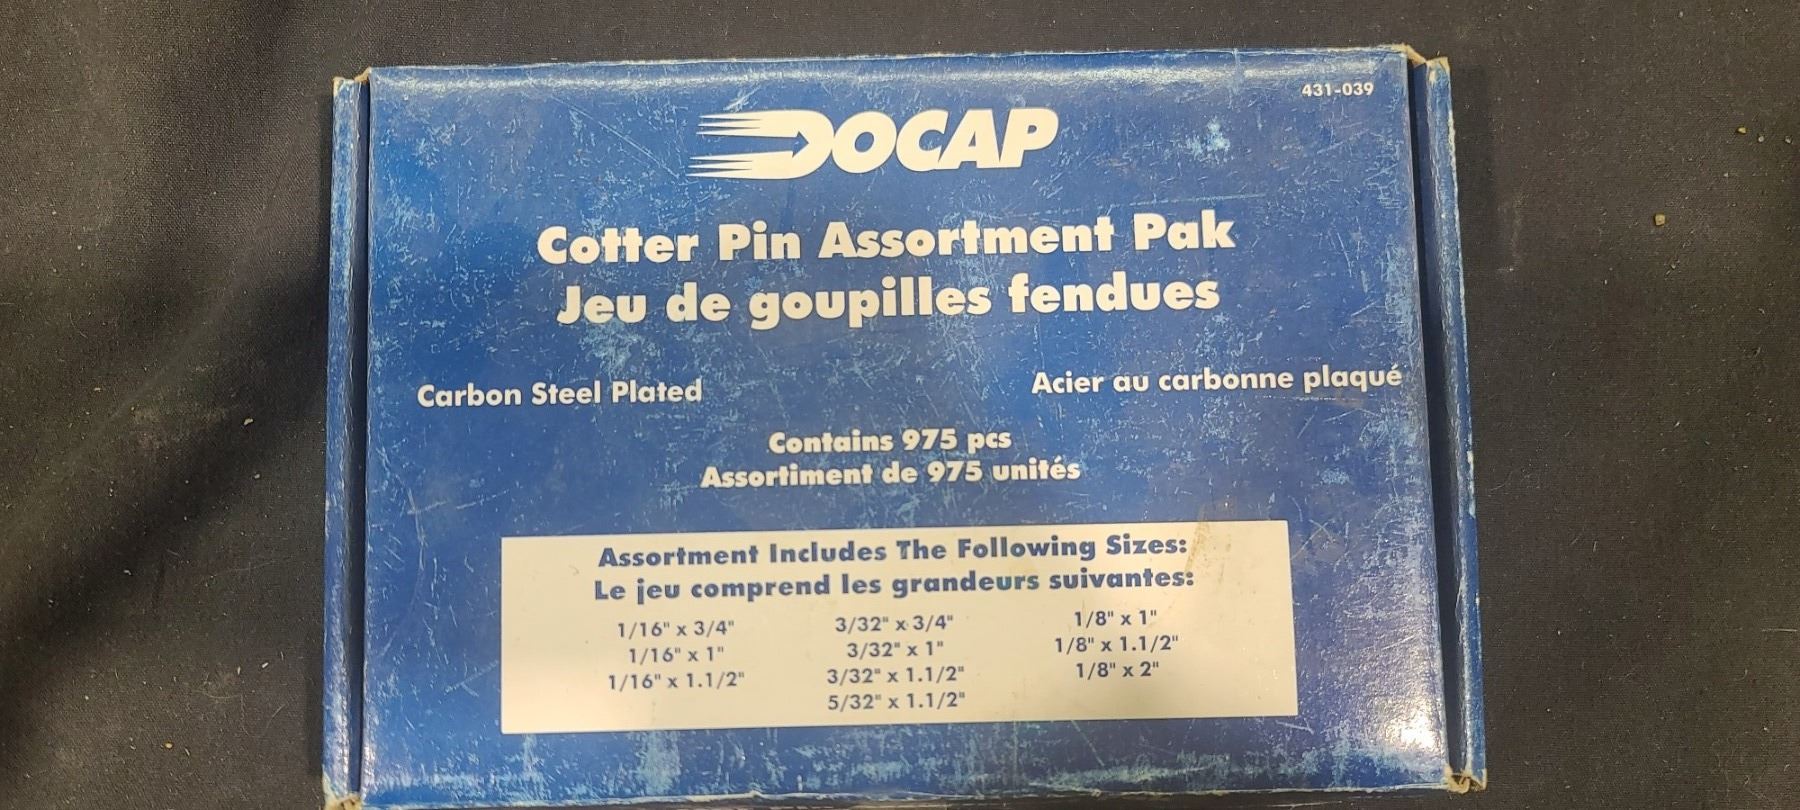 431-039
DOCAP
Cotter Pin Assortment Pak
Jeu de goupilles fendues
Carbon Steel Plated
Acier au carbonne plaqué
Contains 975 pcs
Assortiment de 975 unités
Assortment Includes The Following Sizes:
Le jeu comprend les grandeurs suivantes:
1/16" x 3/4" 3/32" x 3/4" 1/8" x 1"
1/16" x 1" 3/32" x 1" 1/8" x 1.1/2"
1/16" x 1.1/2" 3/32" x 1.1/2" 1/8" x 2"
5/32" x 1.1/2"